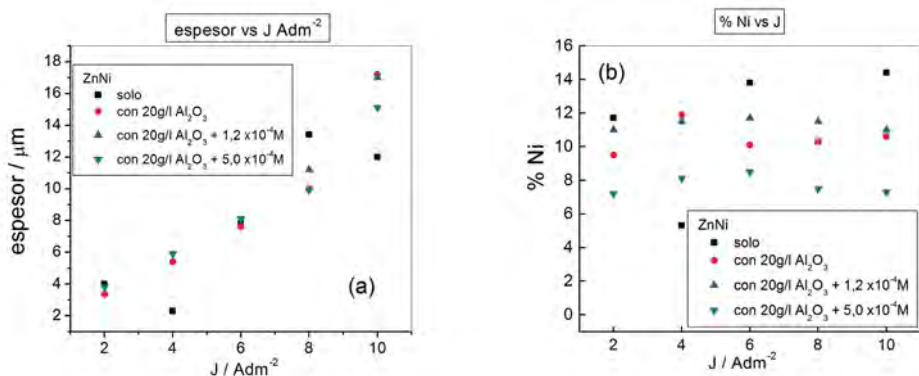 espesor vs J Adm⁻²
18
16
14
12
10
8
6
4
2
espesor / μm
ZnNi
solo
con 20g/l Al₂O₃
con 20g/l Al₂O₃ + 1,2 x10⁻⁴M
con 20g/l Al₂O₃ + 5,0 x10⁻⁴M
(a)
2 4 6 8 10
J / Adm⁻²
% Ni vs J
16
14
12
10
8
6
4
2
0
% Ni
(b)
ZnNi
solo
con 20g/l Al₂O₃
con 20g/l Al₂O₃ + 1,2 x10⁻⁴M
con 20g/l Al₂O₃ + 5,0 x10⁻⁴M
2 4 6 8 10
J / Adm⁻²